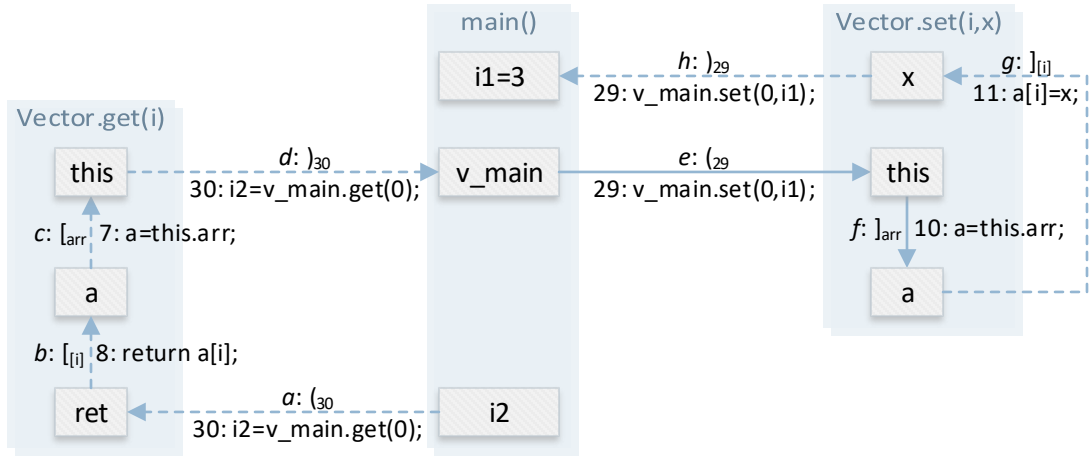 main()
Vector.set(i,x)
i1=3
h: )29
29: v_main.set(0,i1);
x
g: ][i]
11: a[i]=x;
Vector.get(i)
this
d: )30
30: i2=v_main.get(0);
v_main
e: (29
29: v_main.set(0,i1);
this
c: [arr 7: a=this.arr;
f: ]arr 10: a=this.arr;
a
a
b: [[i] 8: return a[i];
ret
a: (30
30: i2=v_main.get(0);
i2